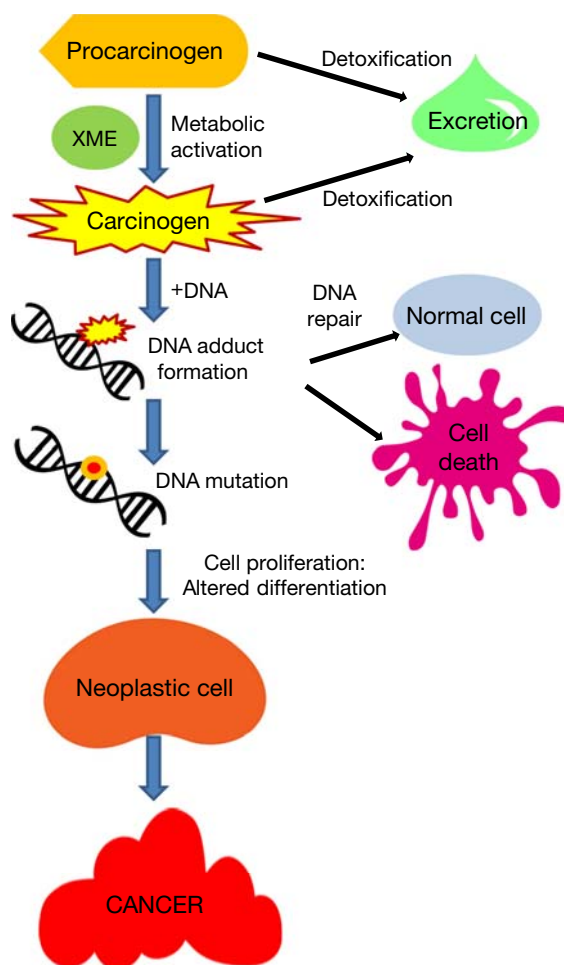 Procarcinogen
Detoxification
XME
Metabolic
activation
Excretion
Carcinogen
Detoxification
+DNA
DNA
repair
Normal cell
DNA adduct
formation
Cell
death
DNA mutation
Cell proliferation:
Altered differentiation
Neoplastic cell
CANCER